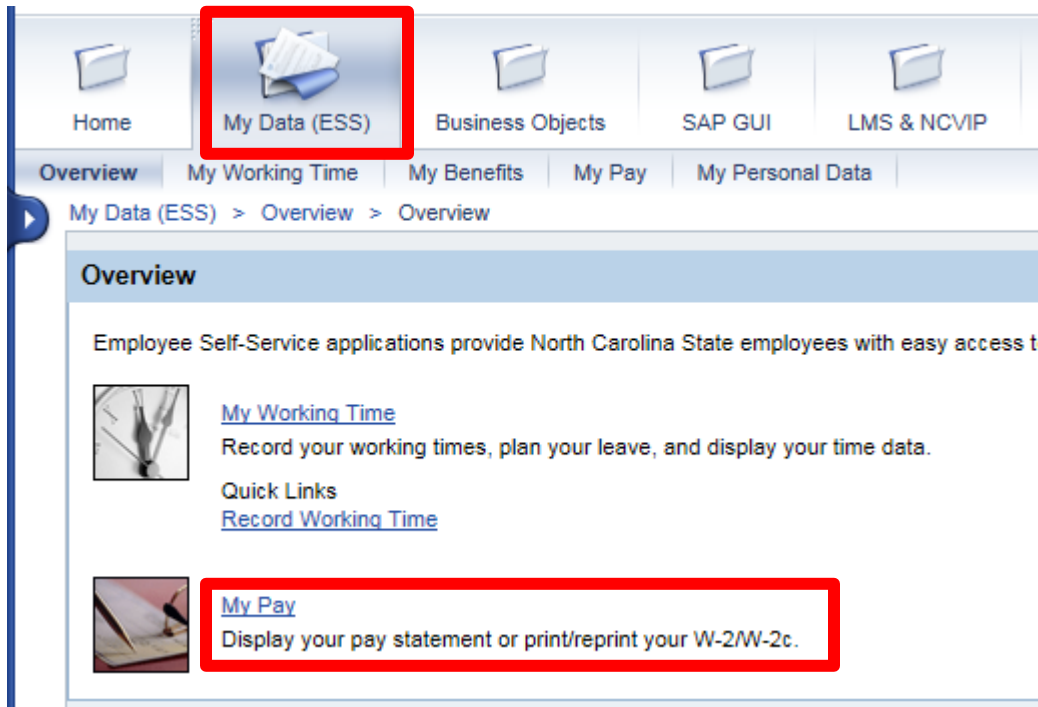 Home My Data (ESS) Business Objects SAP GUI LMS & NCVIP
Overview My Working Time My Benefits My Pay My Personal Data
My Data (ESS) > Overview > Overview
Overview
Employee Self-Service applications provide North Carolina State employees with easy access
My Working Time
Record your working times, plan your leave, and display your time data.
Quick Links
Record Working Time
My Pay
Display your pay statement or print/reprint your W-2/W-2c.